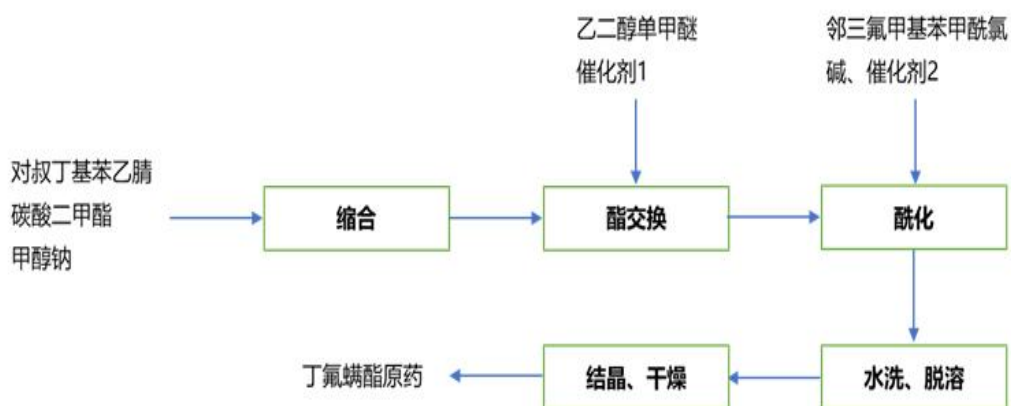 乙二醇单甲醚
催化剂1
邻三氟甲基苯甲酰氯
碱、催化剂2
对叔丁基苯乙腈
碳酸二甲酯
甲醇钠
缩合
酯交换
酰化
丁氟螨酯原药
结晶、干燥
水洗、脱溶